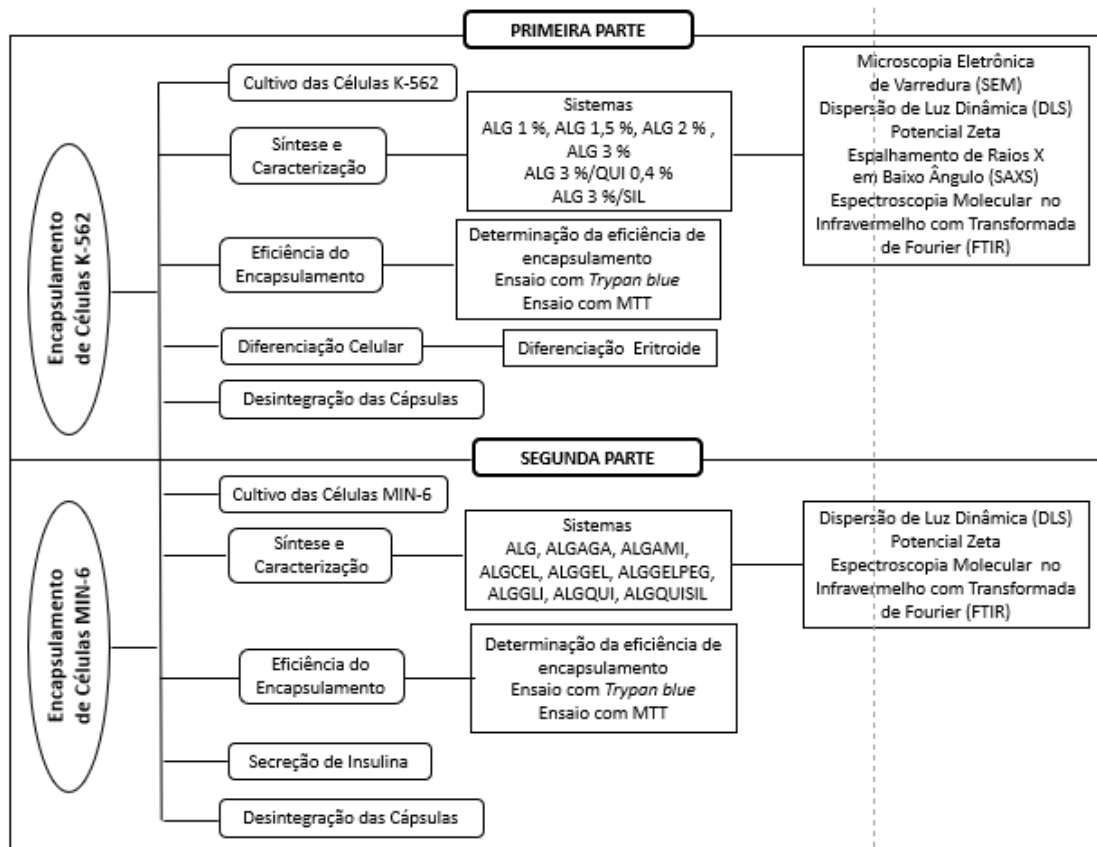 PRIMEIRA PARTE
Encapsulamento
de Células K-562
Cultivo das Células K-562
Síntese e
Caracterização
Sistemas
ALG 1 %, ALG 1,5 %, ALG 2 % ,
ALG 3 %
ALG 3 %/QUI 0,4 %
ALG 3 %/SIL
Microscopia Eletrônica
de Varredura (SEM)
Dispersão de Luz Dinâmica (DLS)
Potencial Zeta
Espalhamento de Raios X
em Baixo Ângulo (SAXS)
Espectroscopia Molecular no
Infravermelho com Transformada
de Fourier (FTIR)
Eficiência do
Encapsulamento
Determinação da eficiência de
encapsulamento
Ensaio com Trypan blue
Ensaio com MTT
Diferenciação Celular
Diferenciação Eritroide
Desintegração das Cápsulas
SEGUNDA PARTE
Encapsulamento
de Células MIN-6
Cultivo das Células MIN-6
Síntese e
Caracterização
Sistemas
ALG, ALGAGA, ALGAMI,
ALGCEL, ALGGEL, ALGGELPEG,
ALGGLI, ALGQUI, ALGQUISIL
Dispersão de Luz Dinâmica (DLS)
Potencial Zeta
Espectroscopia Molecular no
Infravermelho com Transformada
de Fourier (FTIR)
Eficiência do
Encapsulamento
Determinação da eficiência de
encapsulamento
Ensaio com Trypan blue
Ensaio com MTT
Secreção de Insulina
Desintegração das Cápsulas